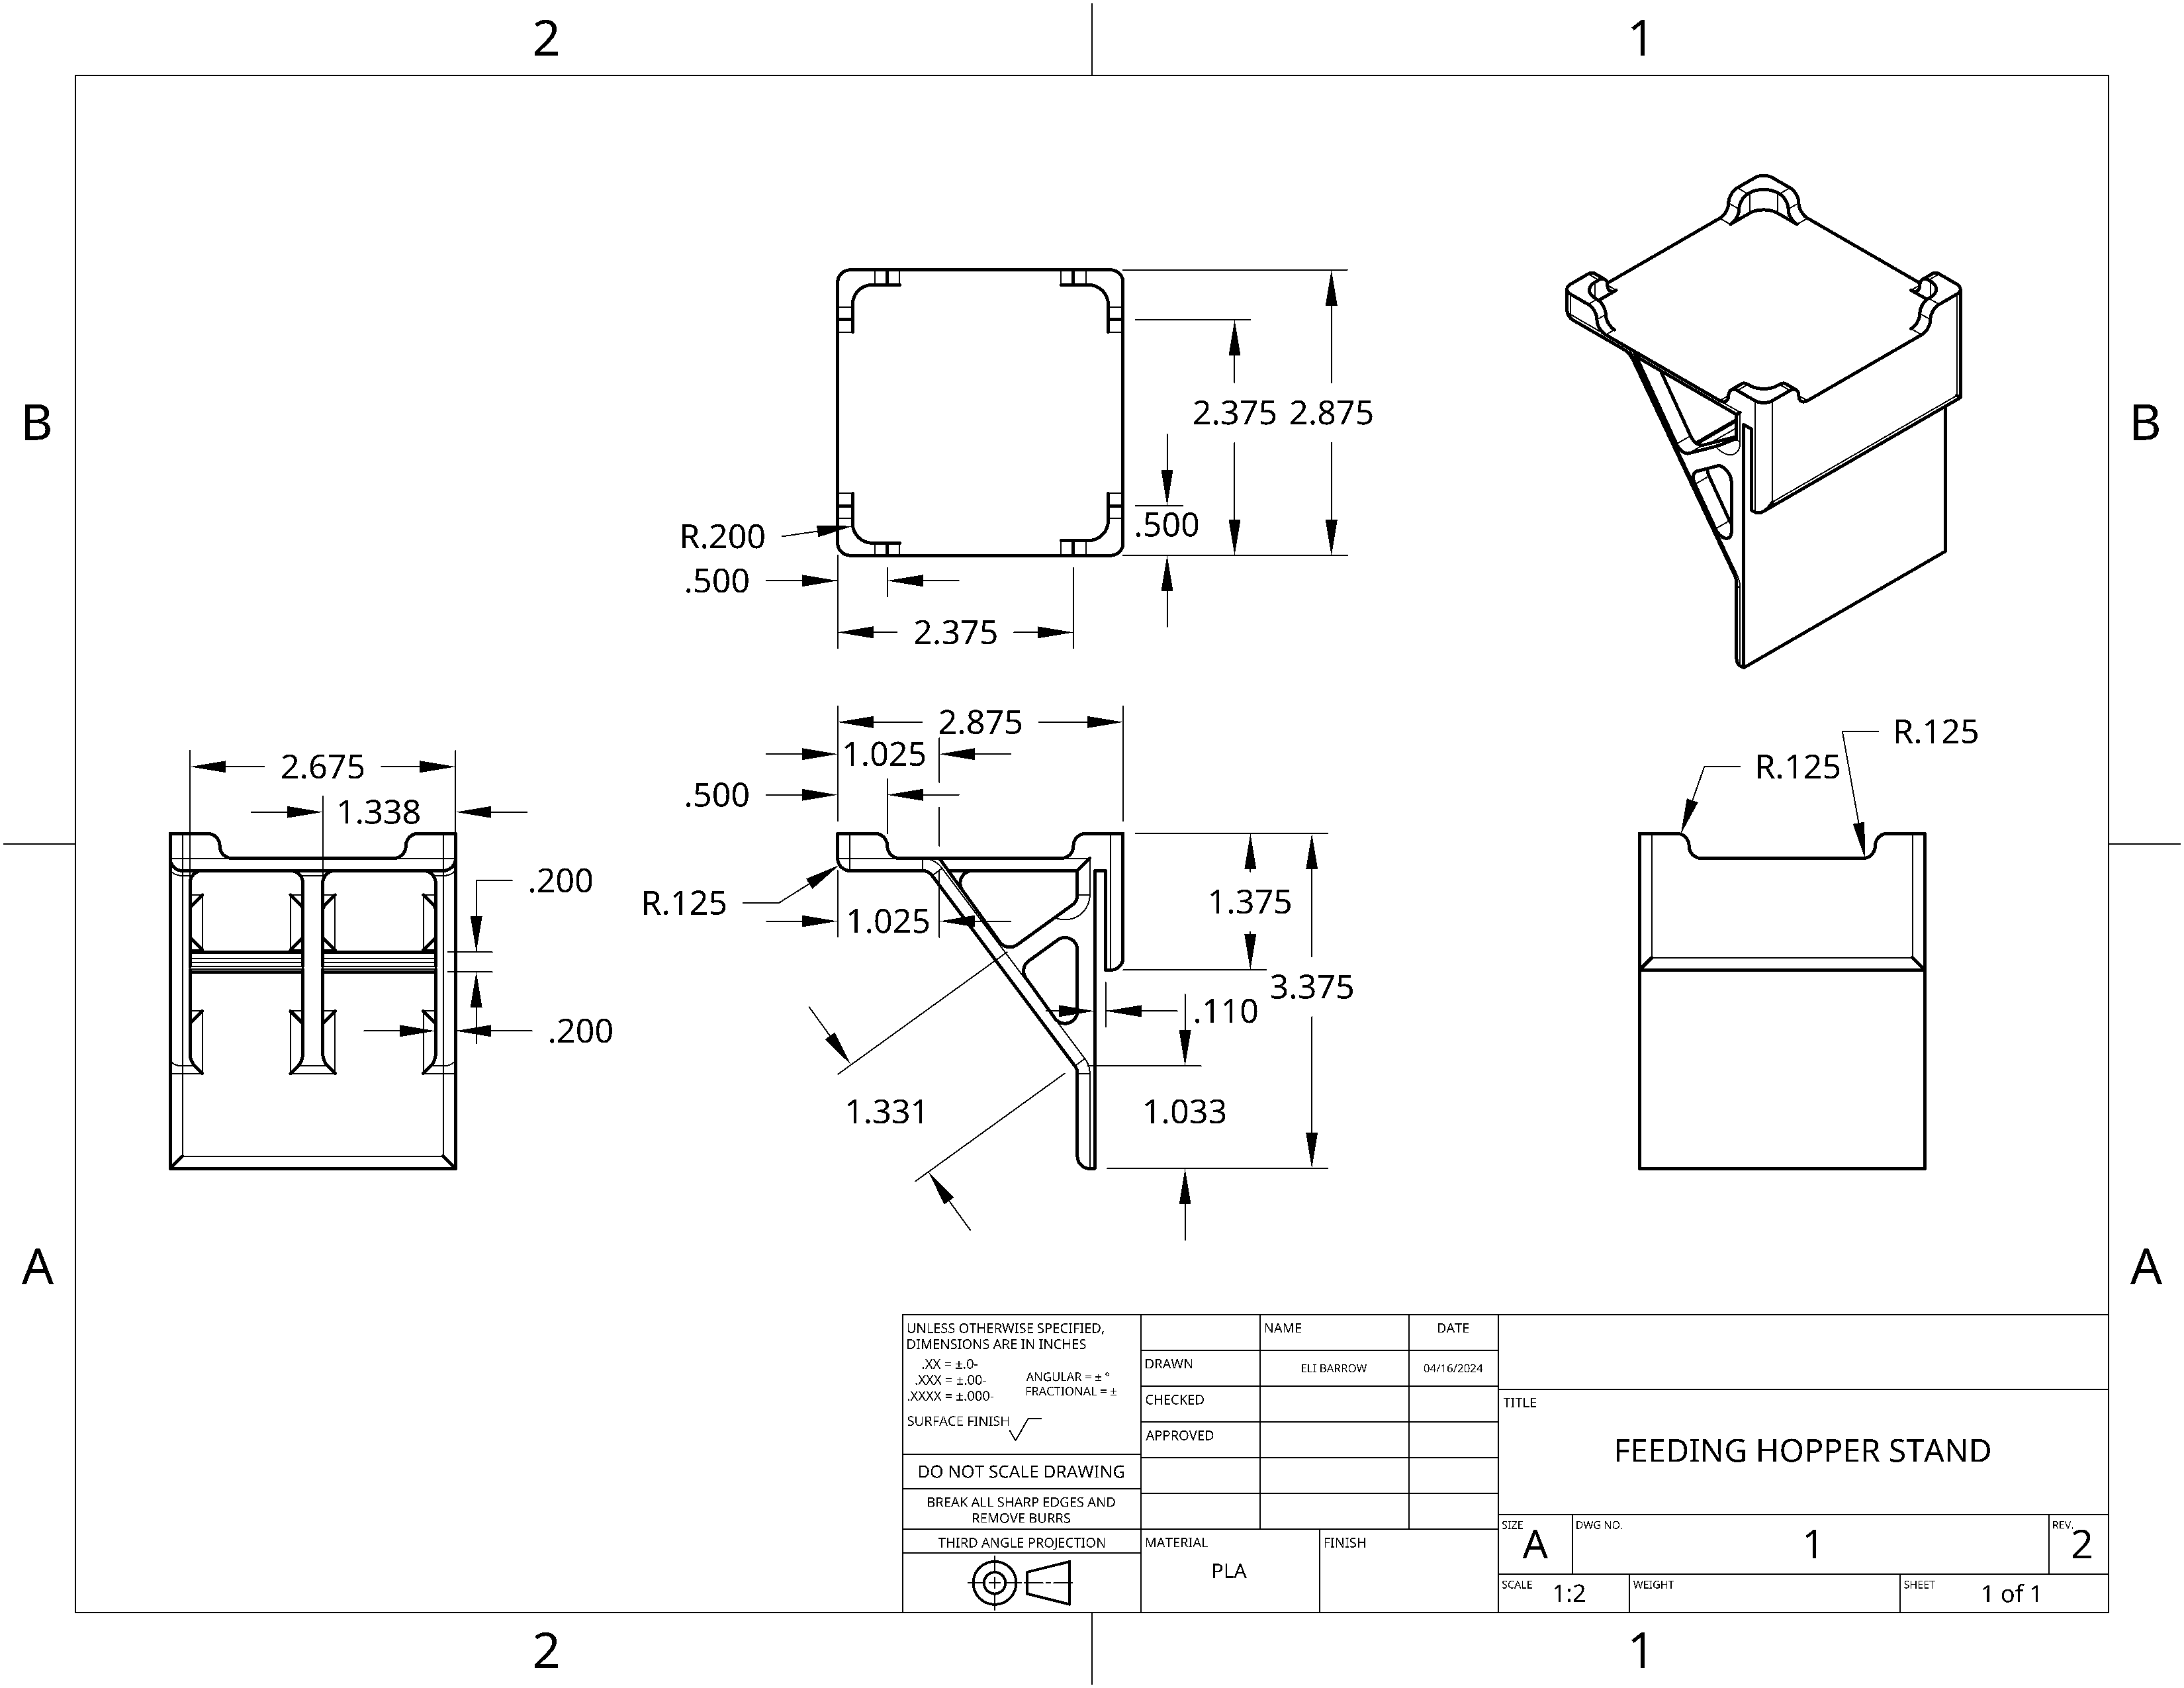 2
1
B
B
2.375 2.875
R.200
.500
.500
2.375
2.875
1.025
.500
R.125
R.125
2.675
1.338
.200
.200
R.125
1.025
1.375
3.375
.110
1.331
1.033
A
A
UNLESS OTHERWISE SPECIFIED,
DIMENSIONS ARE IN INCHES
.XX = ±.0-
.XXX = ±.00-
.XXXX = ±.000-
ANGULAR = ± °
FRACTIONAL = ±
SURFACE FINISH
DO NOT SCALE DRAWING
BREAK ALL SHARP EDGES AND
REMOVE BURRS
THIRD ANGLE PROJECTION
NAME
DATE
DRAWN
ELI BARROW
04/16/2024
CHECKED
APPROVED
MATERIAL
PLA
FINISH
TITLE
FEEDING HOPPER STAND
SIZE
A
DWG NO.
1
REV.
2
SCALE
1:2
WEIGHT
SHEET
1 of 1
2
1